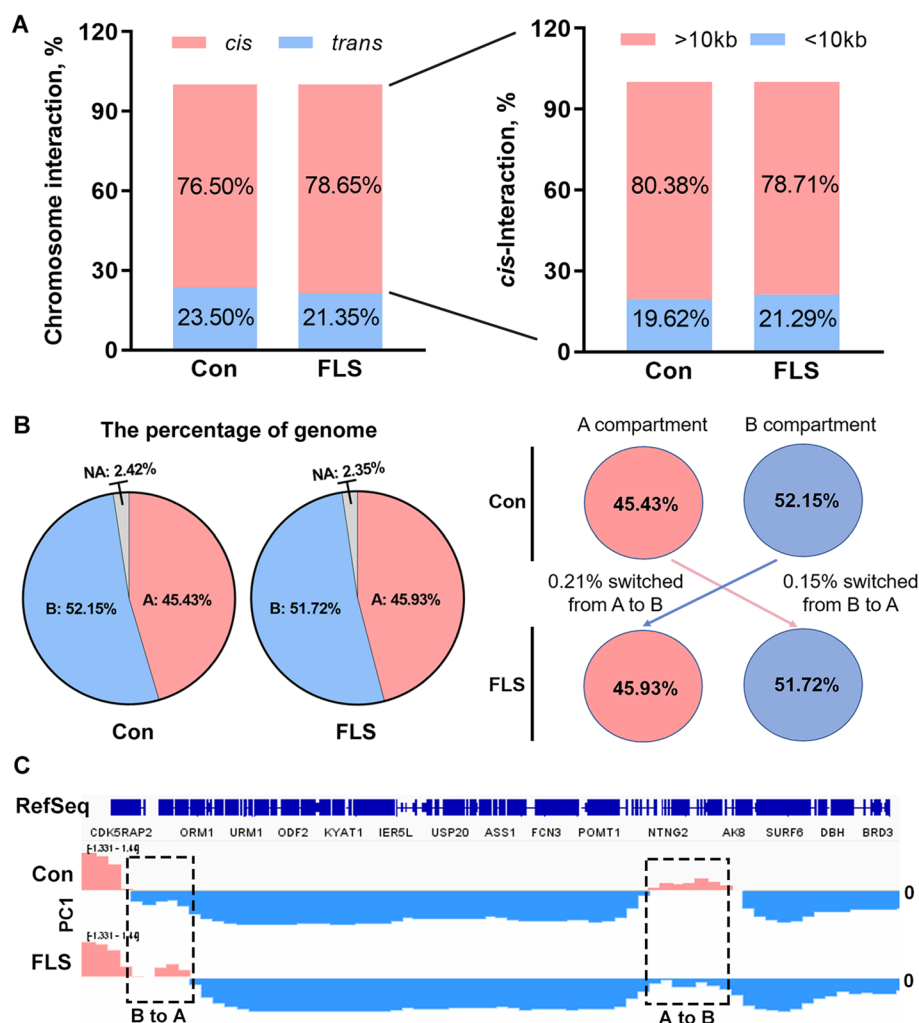 A
Chromosome interaction, %
120
90
60
30
0
cis
trans
76.50%
78.65%
23.50%
21.35%
Con
FLS
cis-Interaction, %
120
90
60
30
0
>10kb
<10kb
80.38%
78.71%
19.62%
21.29%
Con
FLS
B
The percentage of genome
NA: 2.42%
B: 52.15%
A: 45.43%
Con
NA: 2.35%
B: 51.72%
A: 45.93%
FLS
A compartment
B compartment
Con
45.43%
52.15%
0.21% switched
from A to B
0.15% switched
from B to A
FLS
45.93%
51.72%
C
RefSeq
CDK5RAP2 ORM1 URM1 ODF2 KYAT1 IER5L USP20 ASS1 FCN3 POMT1 NTNG2 AK8 SURF6 DBH BRD3
Con
0
PC1
FLS
0
B to A
A to B